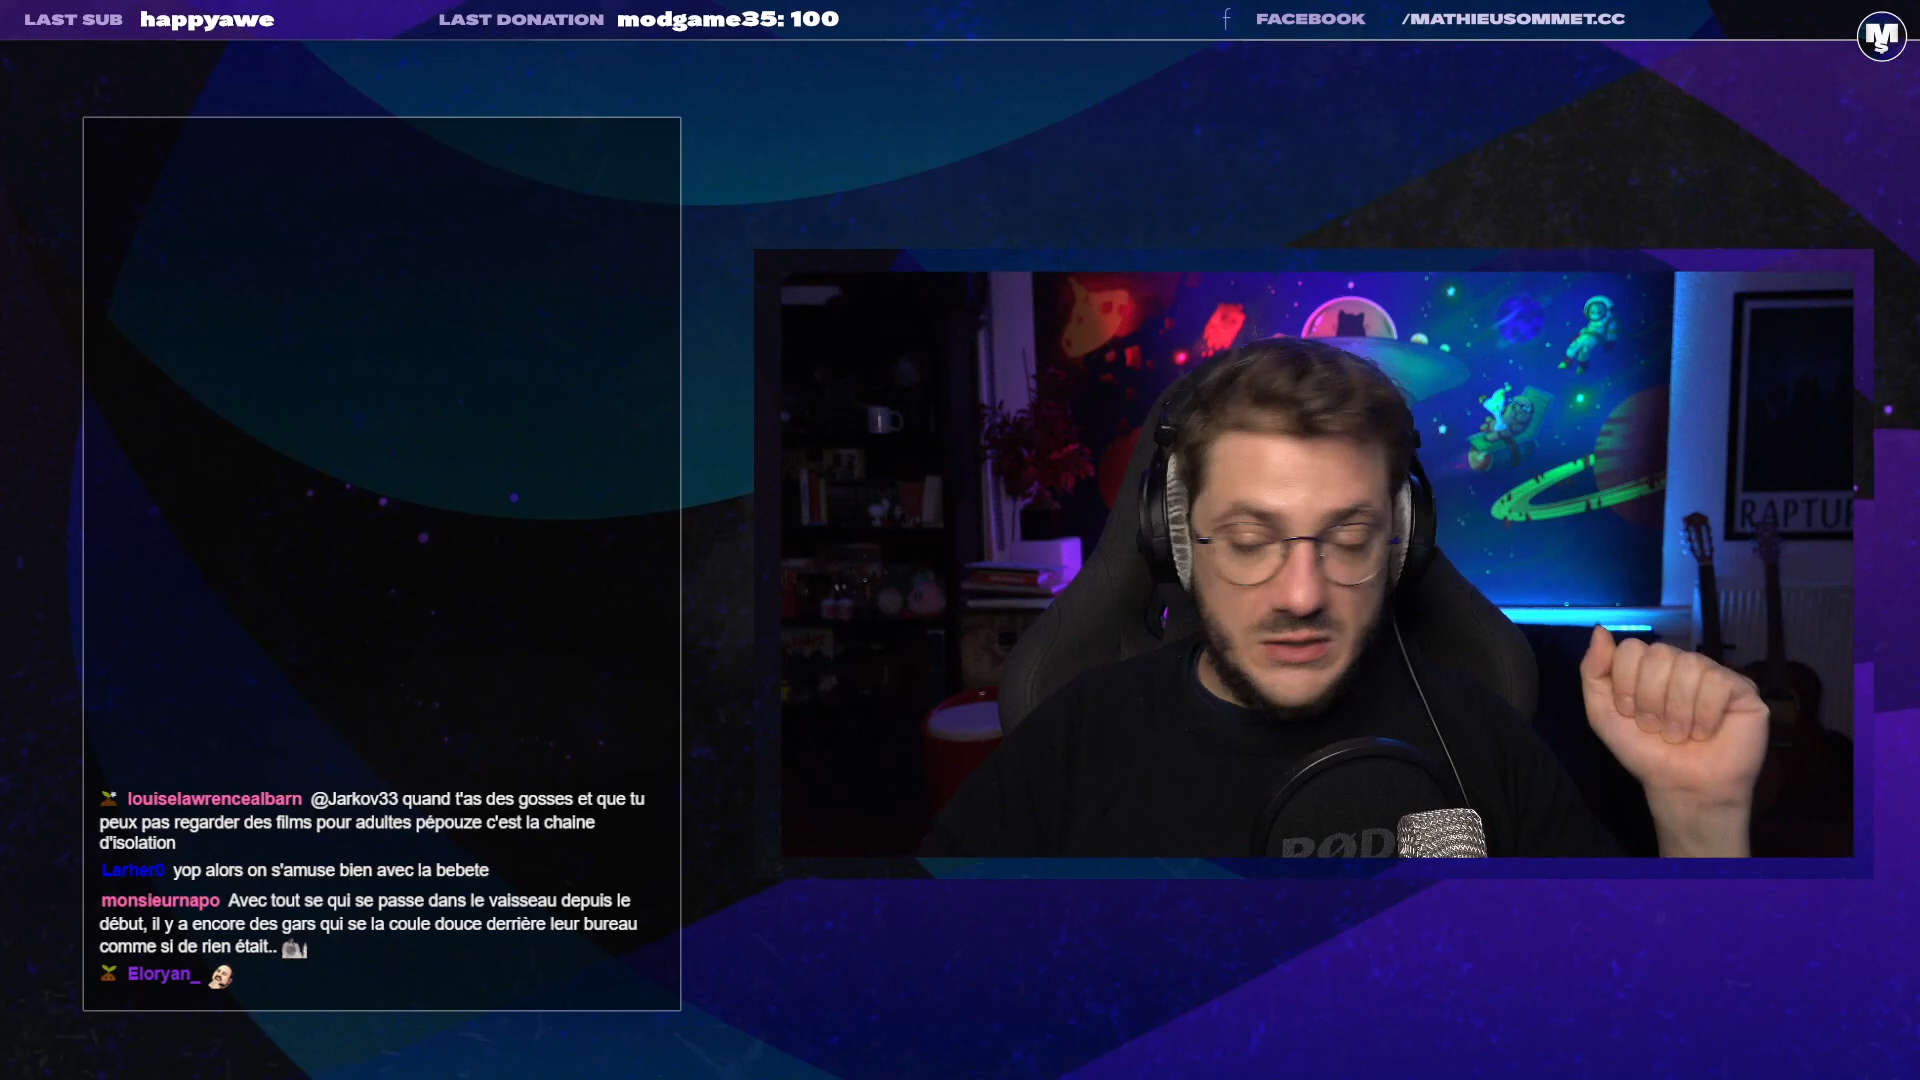 LAST SUB happyawe LAST DONATION modgame35: 100 FACEBOOK /MATHIEUSOMMET.CC
MS
RAPTUR
louiselawrencealbarn @Jarkov33 quand t'as des gosses et que tu
peux pas regarder des films pour adultes pépouze c'est la chaine
d'isolation
Larher0 yop alors on s'amuse bien avec la bebete
monsieurnapo Avec tout se qui se passe dans le vaisseau depuis le
début, il y a encore des gars qui se la coule douce derrière leur bureau
comme si de rien était..
Eloryan_
RØD